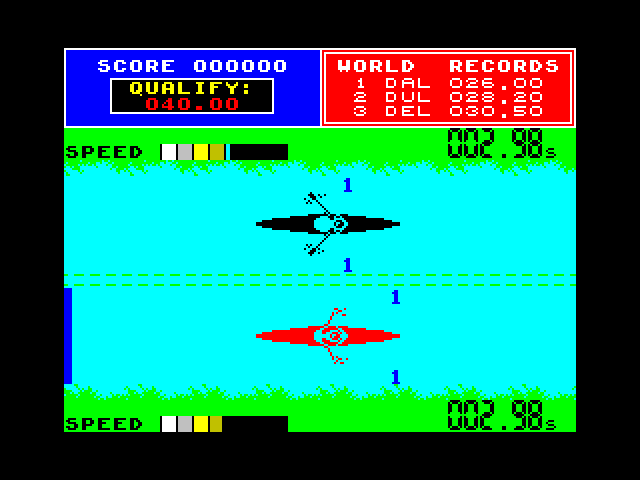 SCORE 000000
QUALIFY:
040.00
WORLD RECORDS
1 DAL 026.00
2 DUL 028.20
3 DEL 030.50
SPEED 002.98s
1
1
1
1
SPEED 002.98s